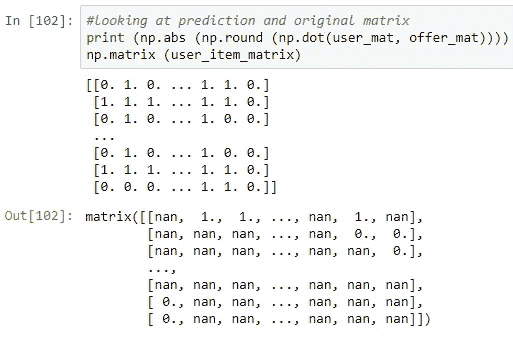 In [102]: #looking at prediction and original matrix
print (np.abs (np.round (np.dot(user_mat, offer_mat))))
np.matrix (user_item_matrix)
[[0. 1. 0. ... 1. 1. 0.]
[1. 1. 1. ... 1. 1. 0.]
[0. 1. 0. ... 1. 0. 0.]
...
[0. 1. 0. ... 1. 0. 0.]
[1. 1. 1. ... 1. 1. 0.]
[0. 0. 0. ... 1. 1. 0.]]
Out[102]: matrix([[nan, 1., 1., ..., nan, 1., nan],
[nan, nan, nan, ..., nan, 0., 0.],
[nan, nan, nan, ..., nan, nan, 0.],
...,
[nan, nan, nan, ..., nan, nan, nan],
[ 0., nan, nan, ..., nan, nan, nan],
[ 0., nan, nan, ..., nan, nan, nan]])